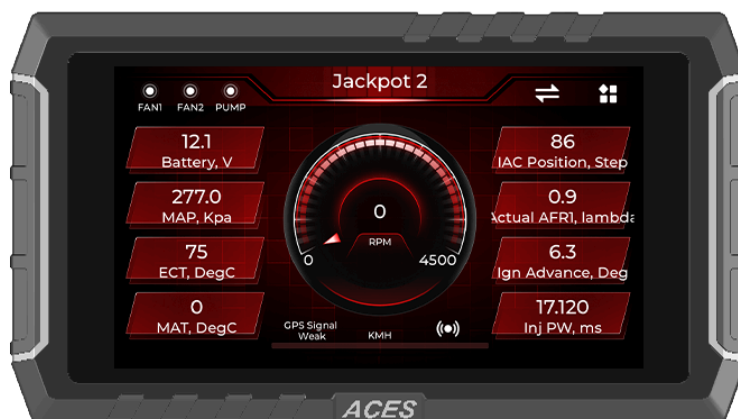 Jackpot 2
FAN1 FAN2 PUMP
12.1
Battery, V
277.0
MAP, Kpa
75
ECT, DegC
0
MAT, DegC
0
RPM
0
4500
GPS Signal
Weak
KMH
86
IAC Position, Step
0.9
Actual AFR1, lambda
6.3
Ign Advance, Deg
17.120
Inj PW, ms
ACES